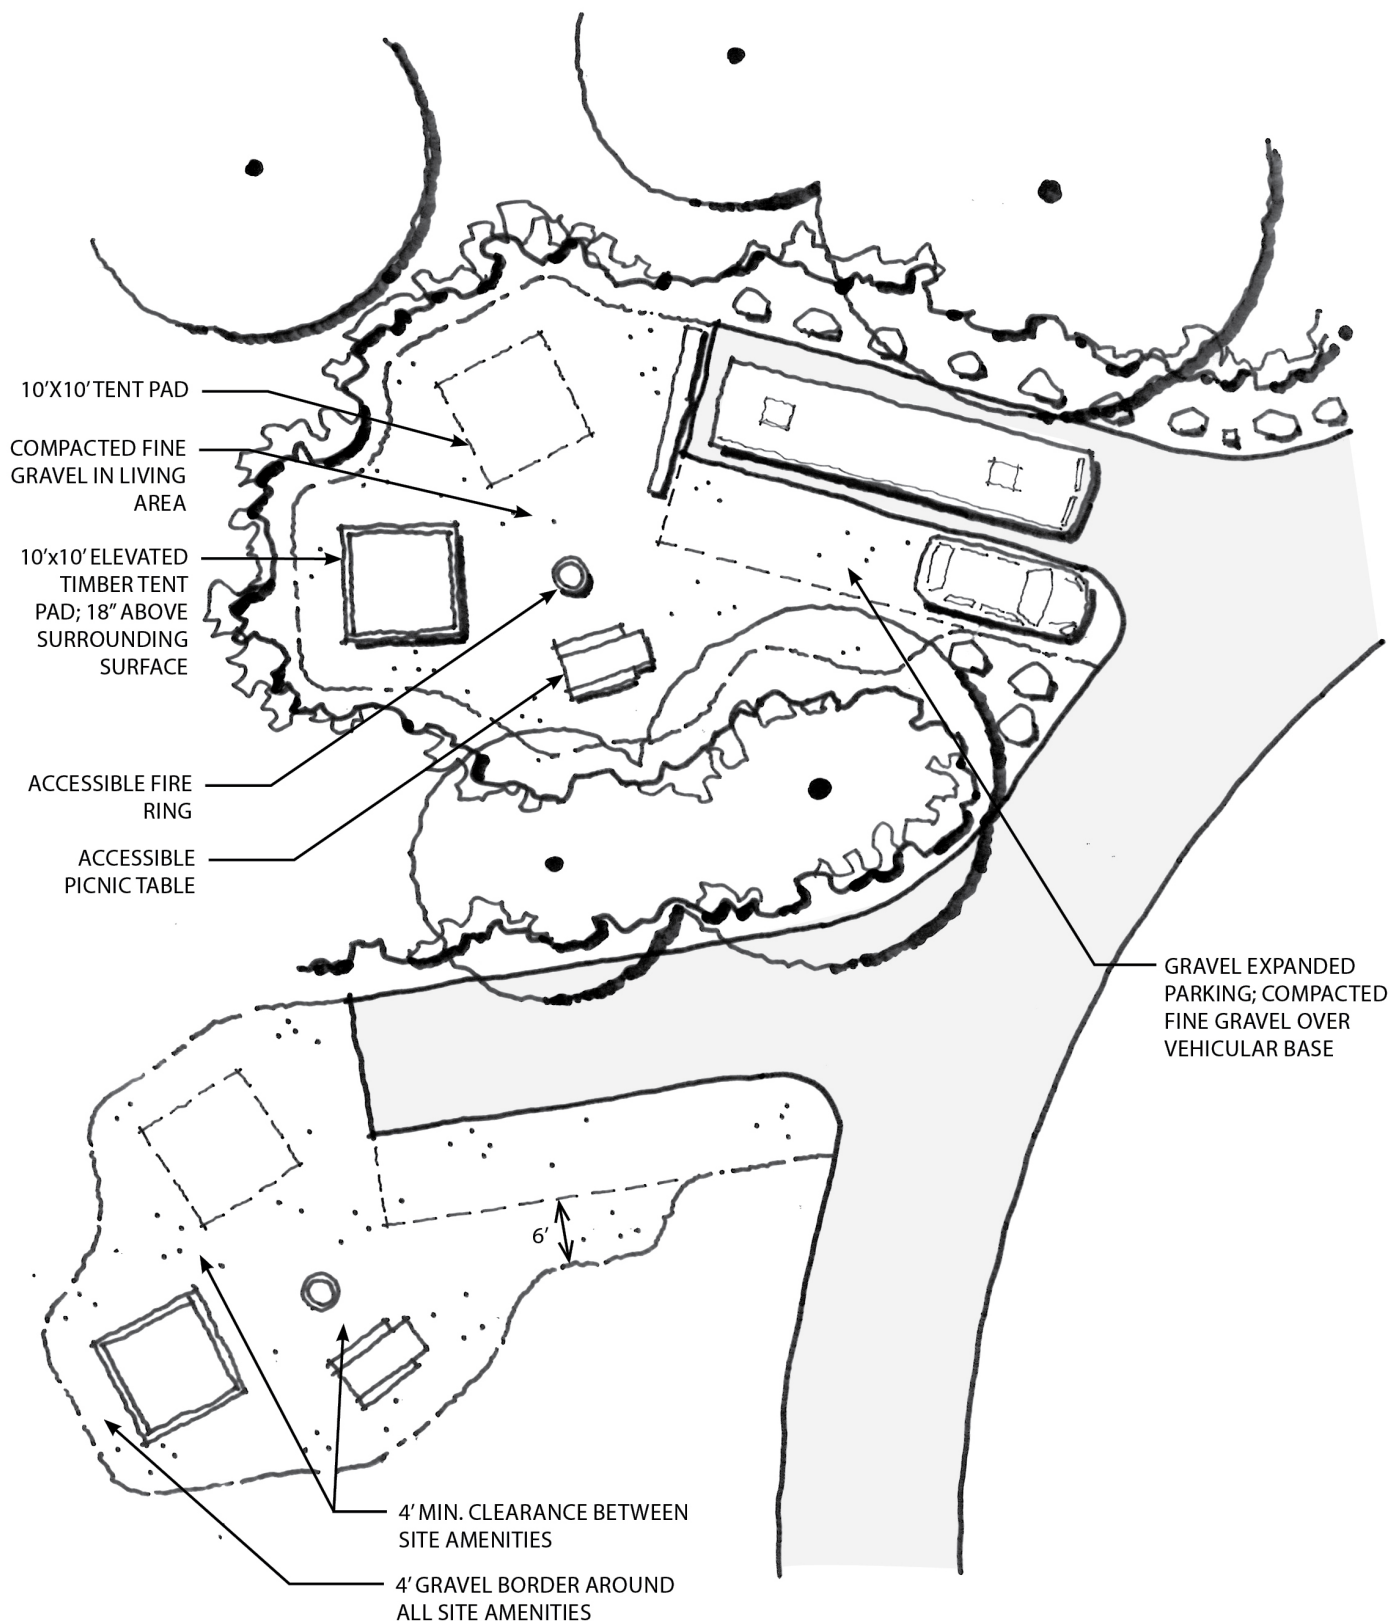 10'X10' TENT PAD
COMPACTED FINE
GRAVEL IN LIVING
AREA
10'x10' ELEVATED
TIMBER TENT
PAD; 18" ABOVE
SURROUNDING
SURFACE
ACCESSIBLE FIRE
RING
ACCESSIBLE
PICNIC TABLE
GRAVEL EXPANDED
PARKING; COMPACTED
FINE GRAVEL OVER
VEHICULAR BASE
6'
4' MIN. CLEARANCE BETWEEN
SITE AMENITIES
4' GRAVEL BORDER AROUND
ALL SITE AMENITIES